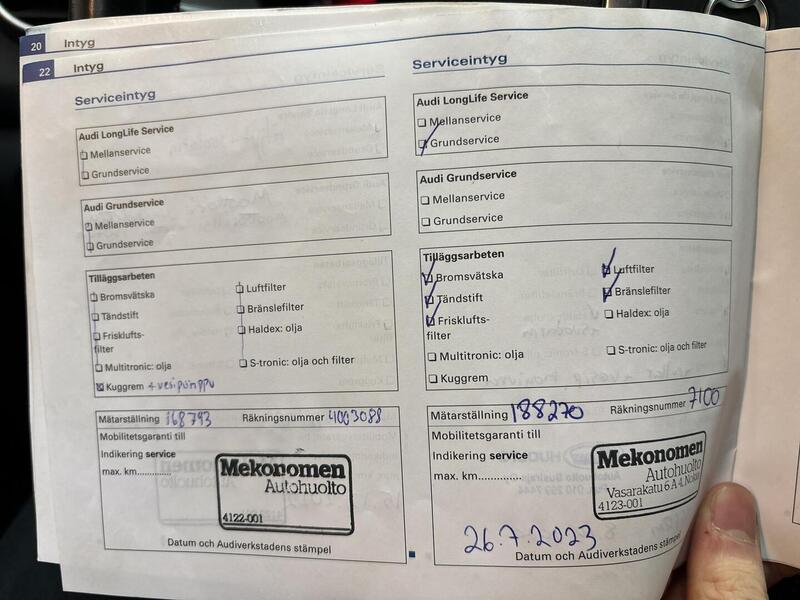 20 Intyg
22 Intyg
Serviceintyg
Audi LongLife Service
Mellanservice
Grundservice
Audi Grundservice
Mellanservice
Grundservice
Tilläggsarbeten
Bromsvätska
Tändstift
Frisklufts-
filter
Multitronic: olja
Kuggrem + vesipumppu
Luftfilter
Bränslefilter
Haldex: olja
S-tronic: olja och filter
Mätarställning 168793 Räkningsnummer 4003088
Mobilitetsgaranti till
Indikering service
max. km..............
Mekonomen
Autohuolto
4122-001
Datum och Audiverkstadens stämpel
Serviceintyg
Audi LongLife Service
Mellanservice
Grundservice
Audi Grundservice
Mellanservice
Grundservice
Tilläggsarbeten
Bromsvätska
Tändstift
Frisklufts-
filter
Multitronic: olja
Kuggrem
Luftfilter
Bränslefilter
Haldex: olja
S-tronic: olja och filter
Mätarställning 188270 Räkningsnummer 7100
Mobilitetsgaranti till
Indikering service
max. km..............
Mekonomen
Autohuolto
Vasarakatu 6 A 4,
4123-001
26.7.2023
Datum och Audiverkstadens stämpel